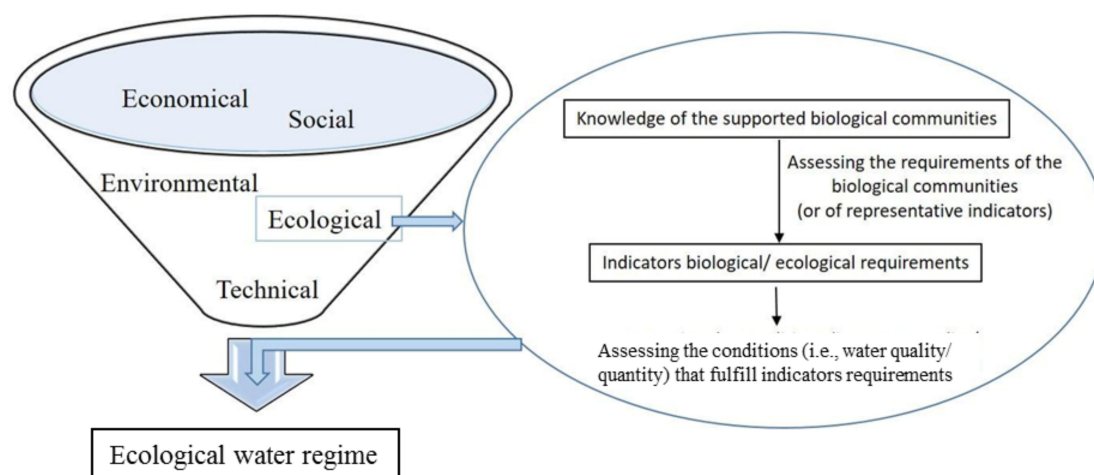 Economical
Social
Environmental
Ecological
Technical
Ecological water regime
Knowledge of the supported biological communities
Assessing the requirements of the
biological communities
(or of representative indicators)
Indicators biological/ ecological requirements
Assessing the conditions (i.e., water quality/
quantity) that fulfill indicators requirements